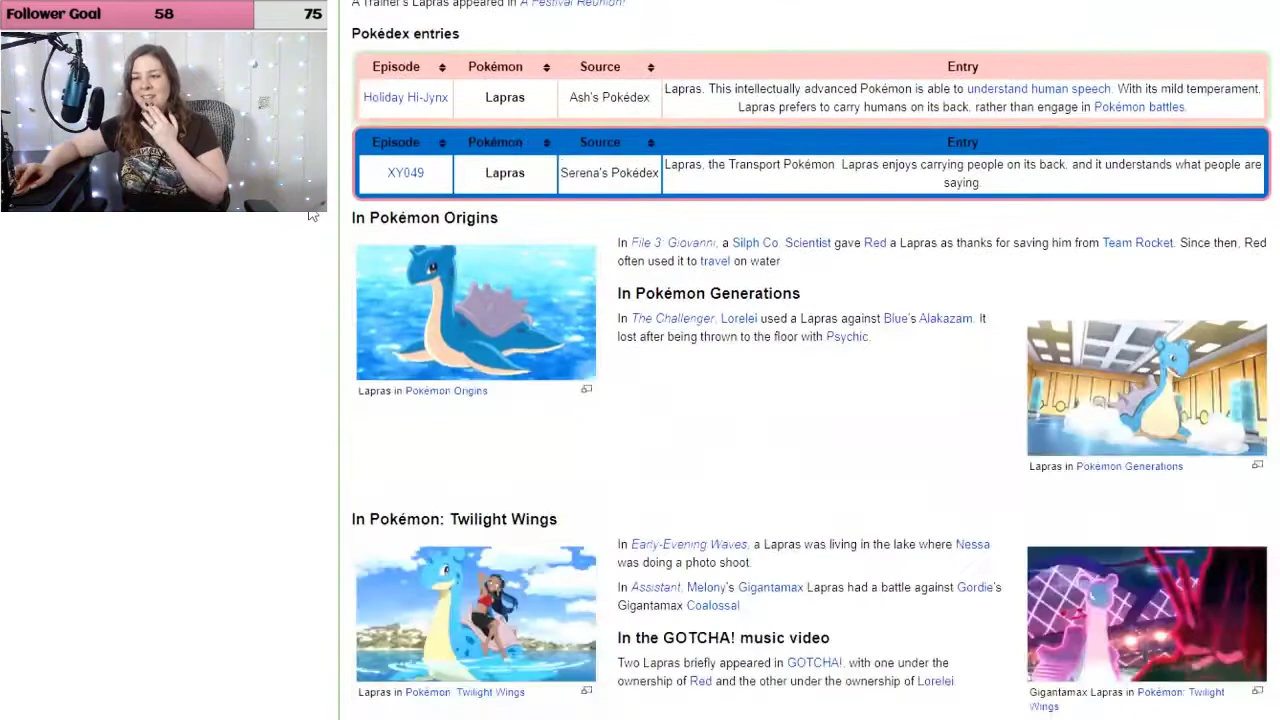 Follower Goal 58 75
A Trainer's Lapras appeared in A Festival Reunion!
Pokédex entries
Episode Pokémon Source Entry
Holiday Hi-Jynx Lapras Ash's Pokédex Lapras. This intellectually advanced Pokémon is able to understand human speech. With its mild temperament,
Lapras prefers to carry humans on its back, rather than engage in Pokémon battles.
Episode Pokémon Source Entry
XY049 Lapras Serena's Pokédex Lapras, the Transport Pokémon. Lapras enjoys carrying people on its back, and it understands what people are
saying.
In Pokémon Origins
In File 3: Giovanni, a Silph Co. Scientist gave Red a Lapras as thanks for saving him from Team Rocket. Since then, Red
often used it to travel on water.
Lapras in Pokémon Origins
In Pokémon Generations
In The Challenger, Lorelei used a Lapras against Blue's Alakazam. It
lost after being thrown to the floor with Psychic.
Lapras in Pokémon Generations
In Pokémon: Twilight Wings
In Early-Evening Waves, a Lapras was living in the lake where Nessa
was doing a photo shoot.
In Assistant, Melony's Gigantamax Lapras had a battle against Gordie's
Gigantamax Coalossal.
Lapras in Pokémon: Twilight Wings
In the GOTCHA! music video
Two Lapras briefly appeared in GOTCHA!, with one under the
ownership of Red and the other under the ownership of Lorelei.
Gigantamax Lapras in Pokémon: Twilight
Wings